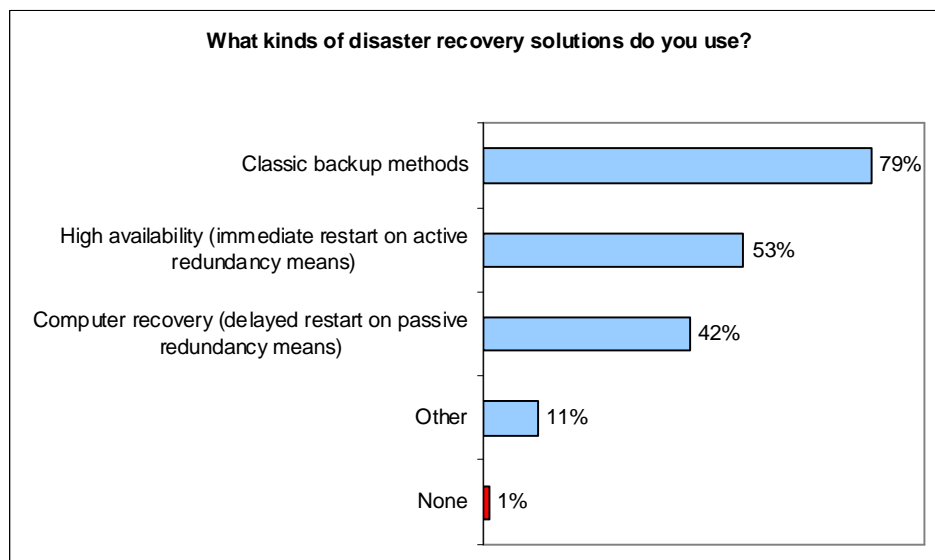 What kinds of disaster recovery solutions do you use?
Classic backup methods
79%
High availability (immediate restart on active
redundancy means)
53%
Computer recovery (delayed restart on passive
redundancy means)
42%
Other
11%
None
1%